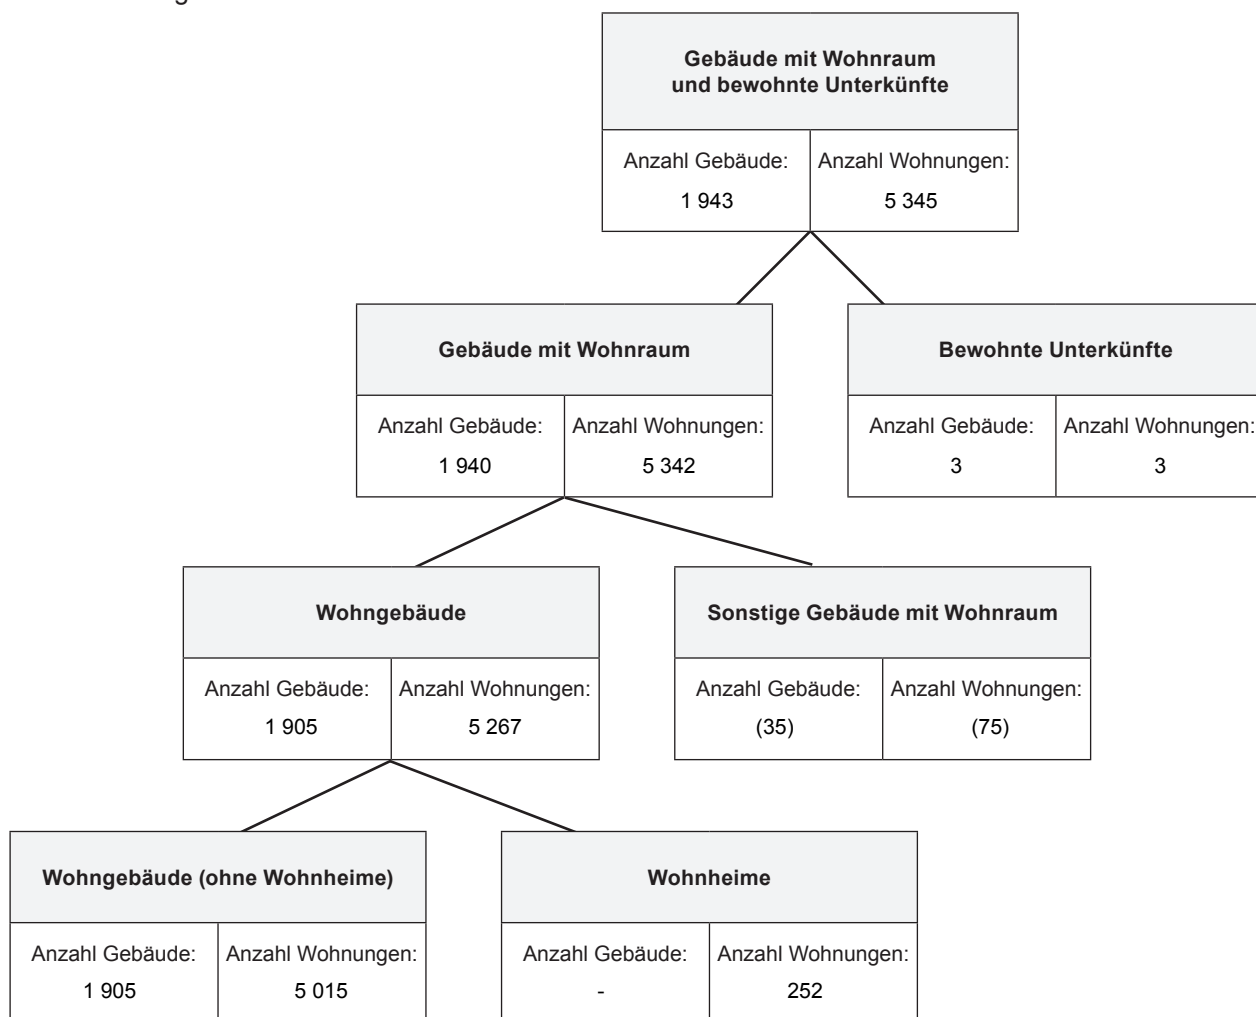 Gebäude mit Wohnraum
und bewohnte Unterkünfte
Anzahl Gebäude: Anzahl Wohnungen:
1 943 5 345
Gebäude mit Wohnraum
Anzahl Gebäude: Anzahl Wohnungen:
1 940 5 342
Bewohnte Unterkünfte
Anzahl Gebäude: Anzahl Wohnungen:
3 3
Wohngebäude
Anzahl Gebäude: Anzahl Wohnungen:
1 905 5 267
Sonstige Gebäude mit Wohnraum
Anzahl Gebäude: Anzahl Wohnungen:
(35) (75)
Wohngebäude (ohne Wohnheime)
Anzahl Gebäude: Anzahl Wohnungen:
1 905 5 015
Wohnheime
Anzahl Gebäude: Anzahl Wohnungen:
- 252